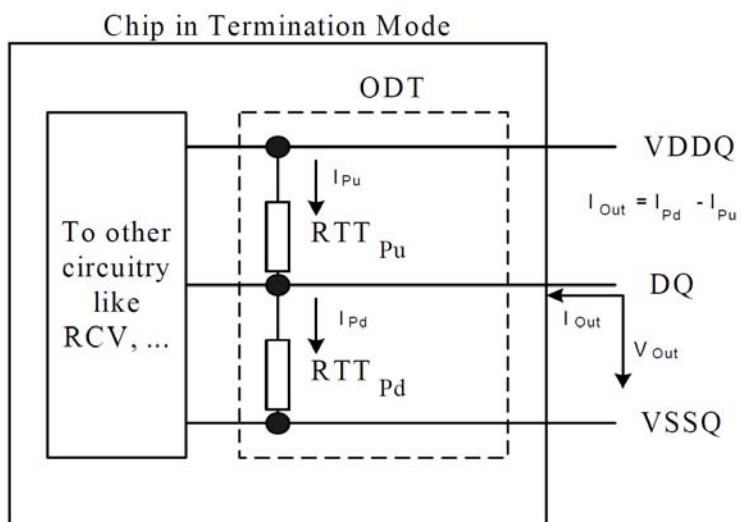 Chip in Termination Mode
ODT
VDDQ
I Pu
I Out = I Pd - I Pu
To other
circuitry
like
RCV, ...
RTT Pu
DQ
I Pd
I Out
V Out
RTT Pd
VSSQ